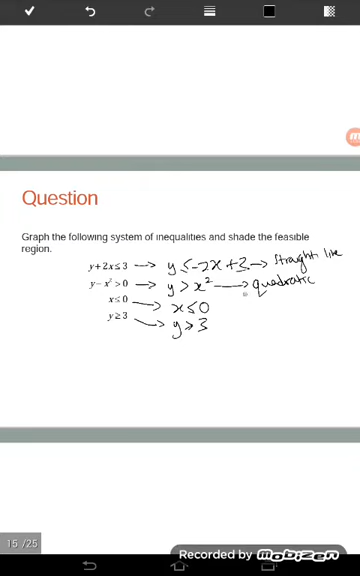 Question
Graph the following system of inequalities and shade the feasible
region.
y + 2x ≤ 3 → y ≤ -2x + 3 → straight line
y − x² > 0 → y > x² → quadratic
x ≤ 0 → x ≤ 0
y ≥ 3 → y ≥ 3
15 /25
Recorded by Mobizen